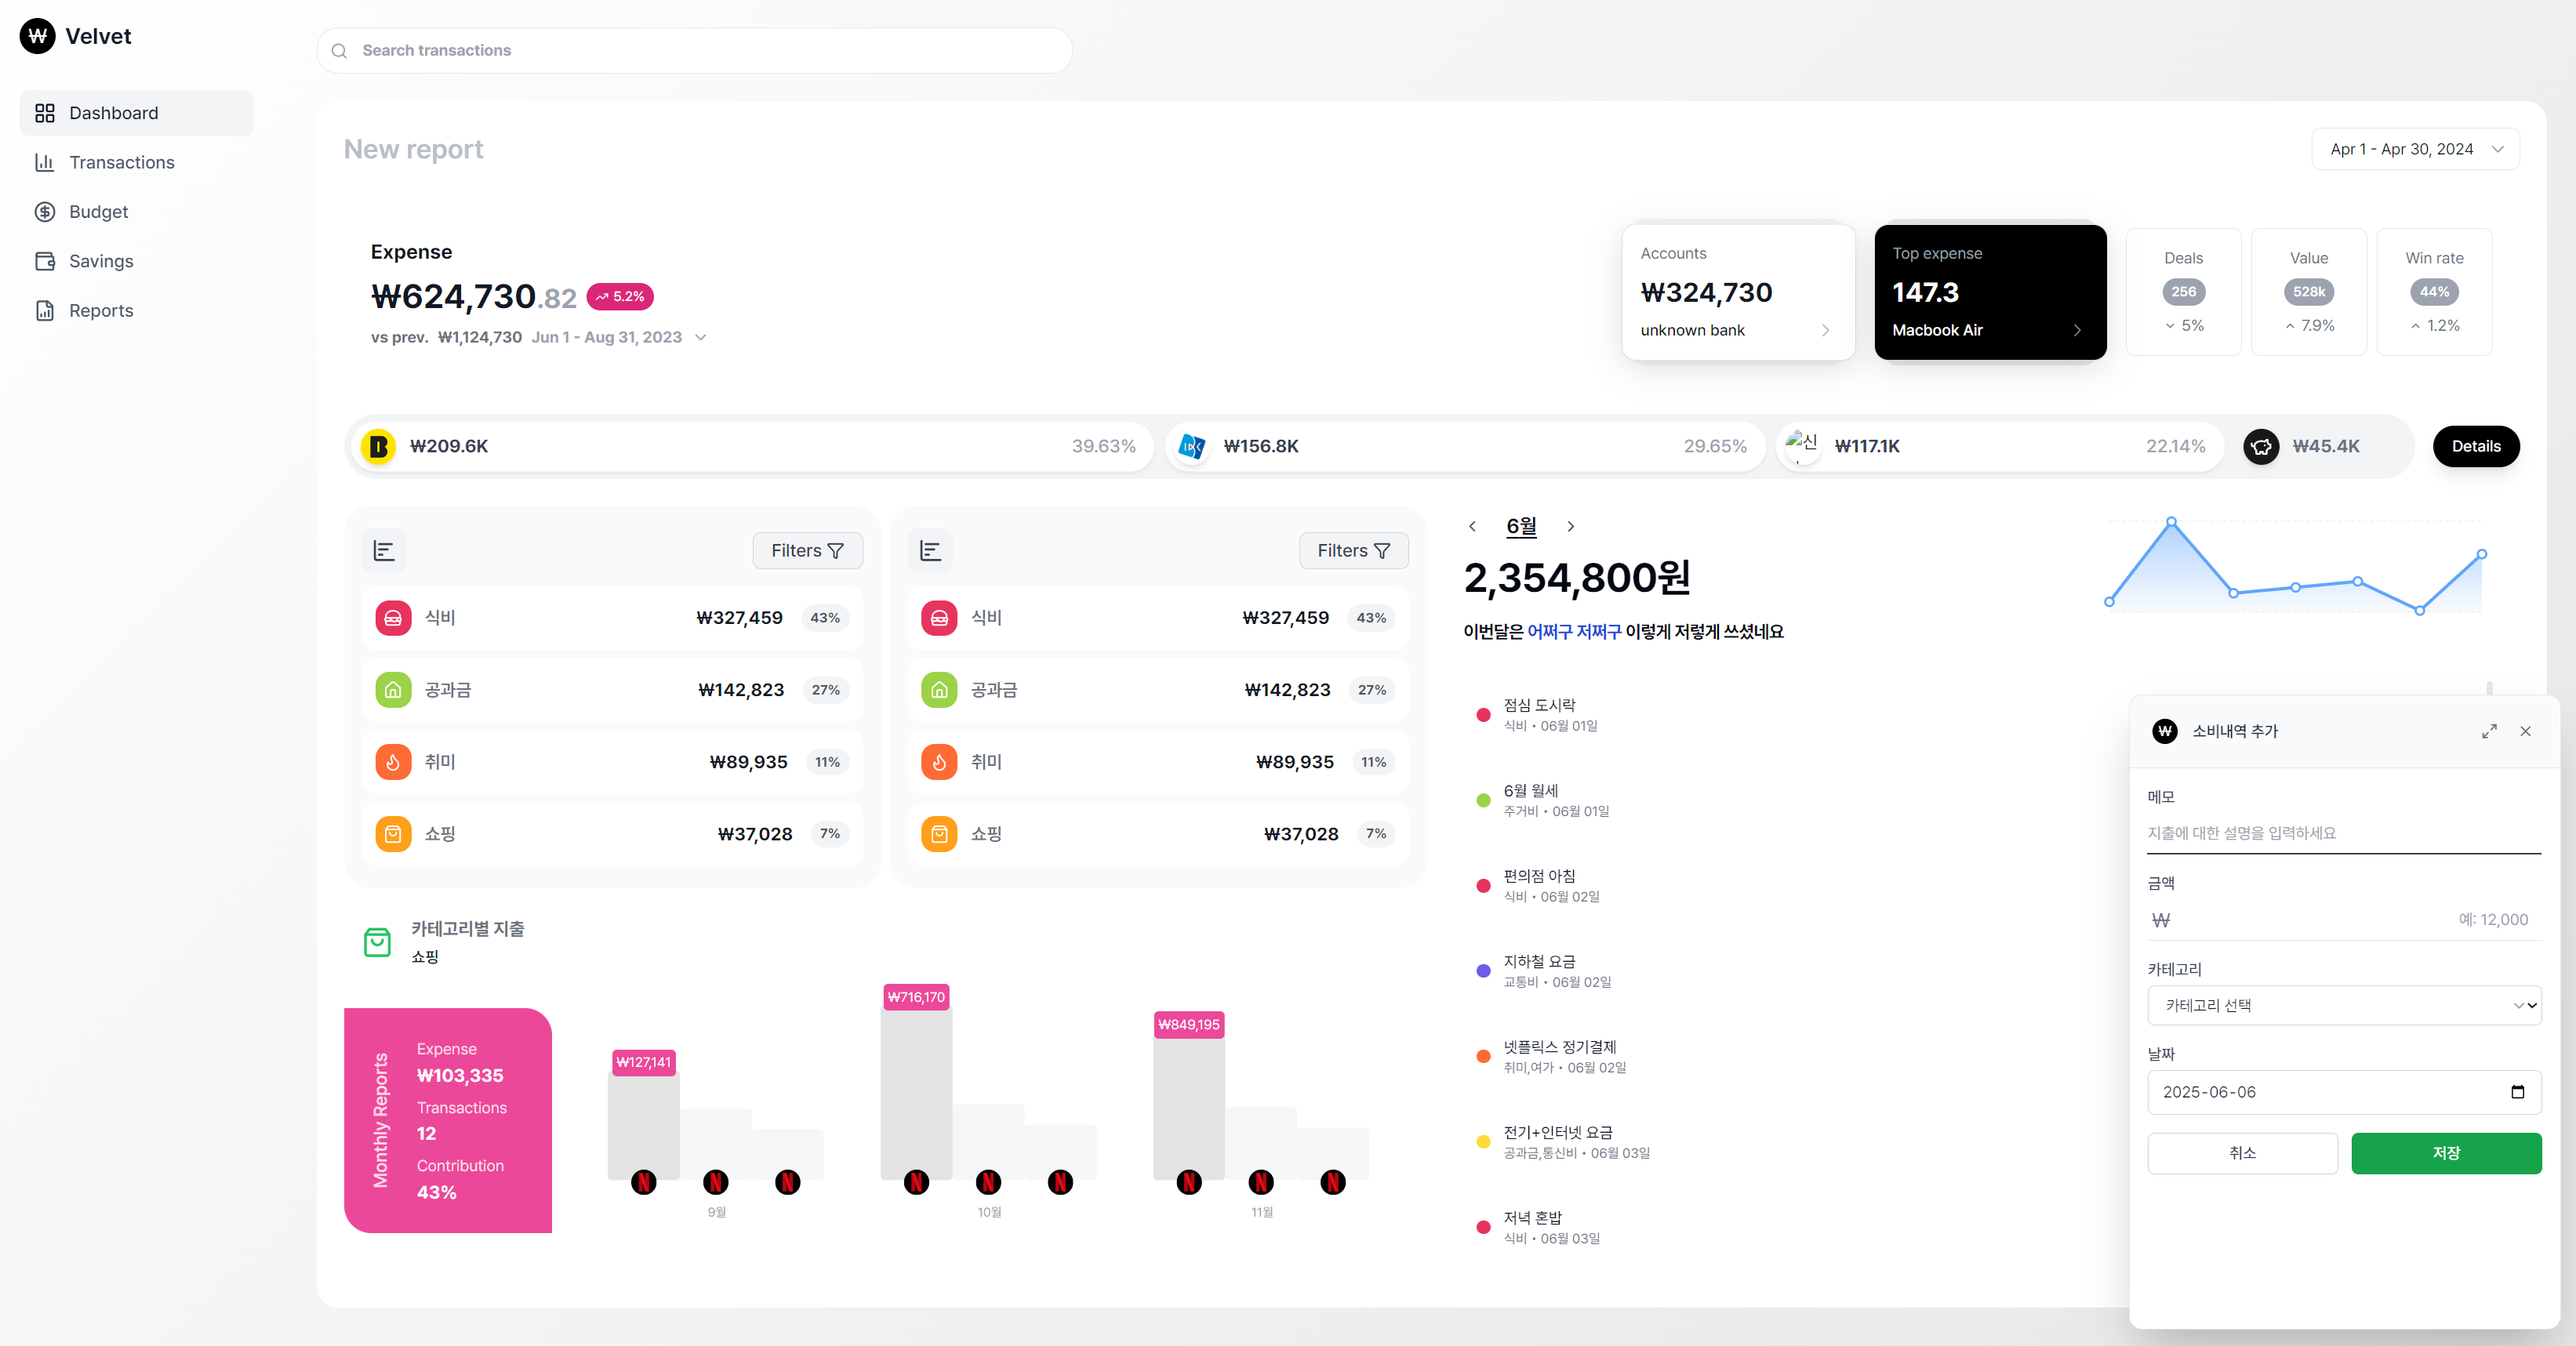 ₩ Velvet
Search transactions
Dashboard
Transactions
Budget
Savings
Reports
New report
Apr 1 - Apr 30, 2024
Expense
₩624,730.82 5.2%
vs prev. ₩1,124,730 Jun 1 - Aug 31, 2023
Accounts
₩324,730
unknown bank
Top expense
147.3
Macbook Air
Deals
256
5%
Value
528k
7.9%
Win rate
44%
1.2%
B ₩209.6K 39.63%
₩156.8K 29.65%
신 ₩117.1K 22.14%
₩45.4K
Details
Filters
식비 ₩327,459 43%
공과금 ₩142,823 27%
취미 ₩89,935 11%
쇼핑 ₩37,028 7%
Filters
식비 ₩327,459 43%
공과금 ₩142,823 27%
취미 ₩89,935 11%
쇼핑 ₩37,028 7%
카테고리별 지출
쇼핑
Monthly Reports
Expense
₩103,335
Transactions
12
Contribution
43%
₩127,141
N N N
9월
₩716,170
N N N
10월
₩849,195
N N N
11월
6월
2,354,800원
이번달은 어쩌구 저쩌구 이렇게 저렇게 쓰셨네요
점심 도시락
식비 • 06월 01일
6월 월세
주거비 • 06월 01일
편의점 아침
식비 • 06월 02일
지하철 요금
교통비 • 06월 02일
넷플릭스 정기결제
취미,여가 • 06월 02일
전기+인터넷 요금
공과금,통신비 • 06월 03일
저녁 혼밥
식비 • 06월 03일
₩ 소비내역 추가
메모
지출에 대한 설명을 입력하세요
금액
₩ 예: 12,000
카테고리
카테고리 선택
날짜
2025-06-06
취소 저장